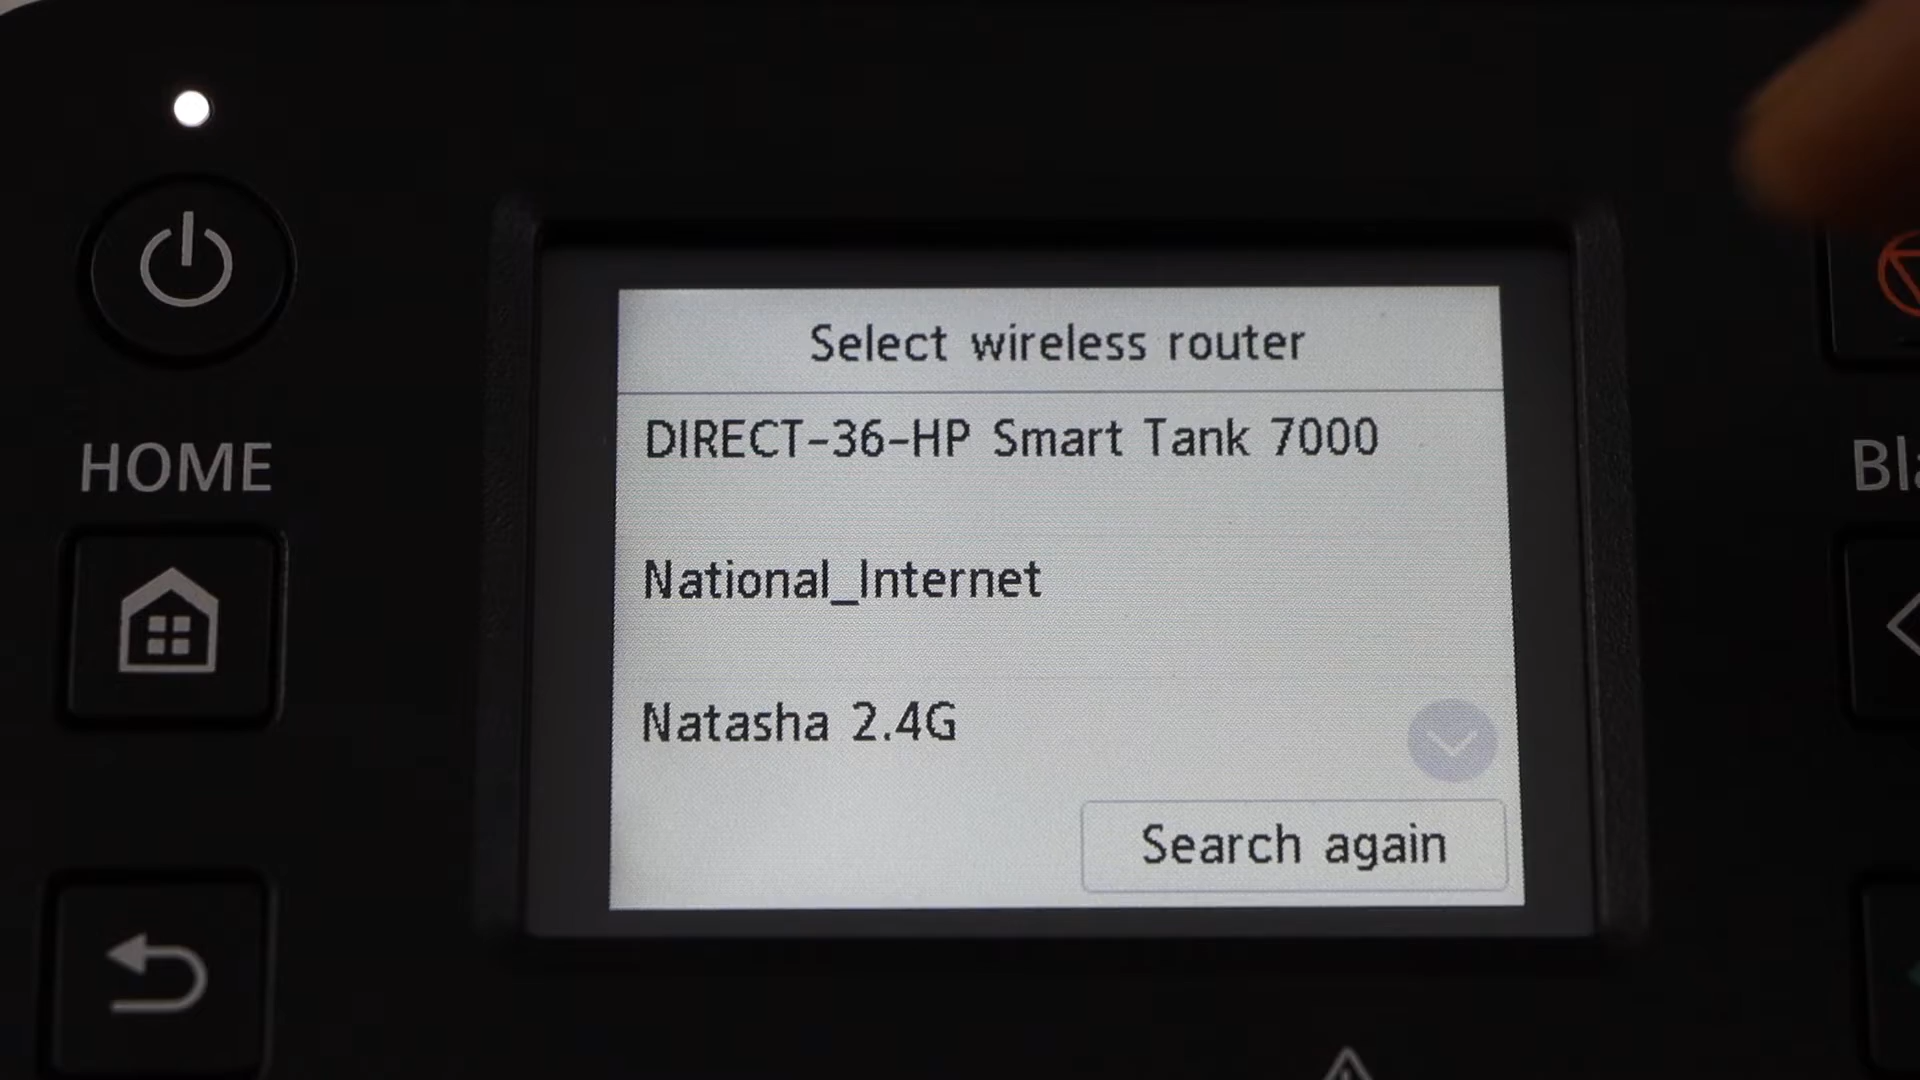 Select wireless router
DIRECT-36-HP Smart Tank 7000
HOME
National_Internet
Natasha 2.4G
Search again